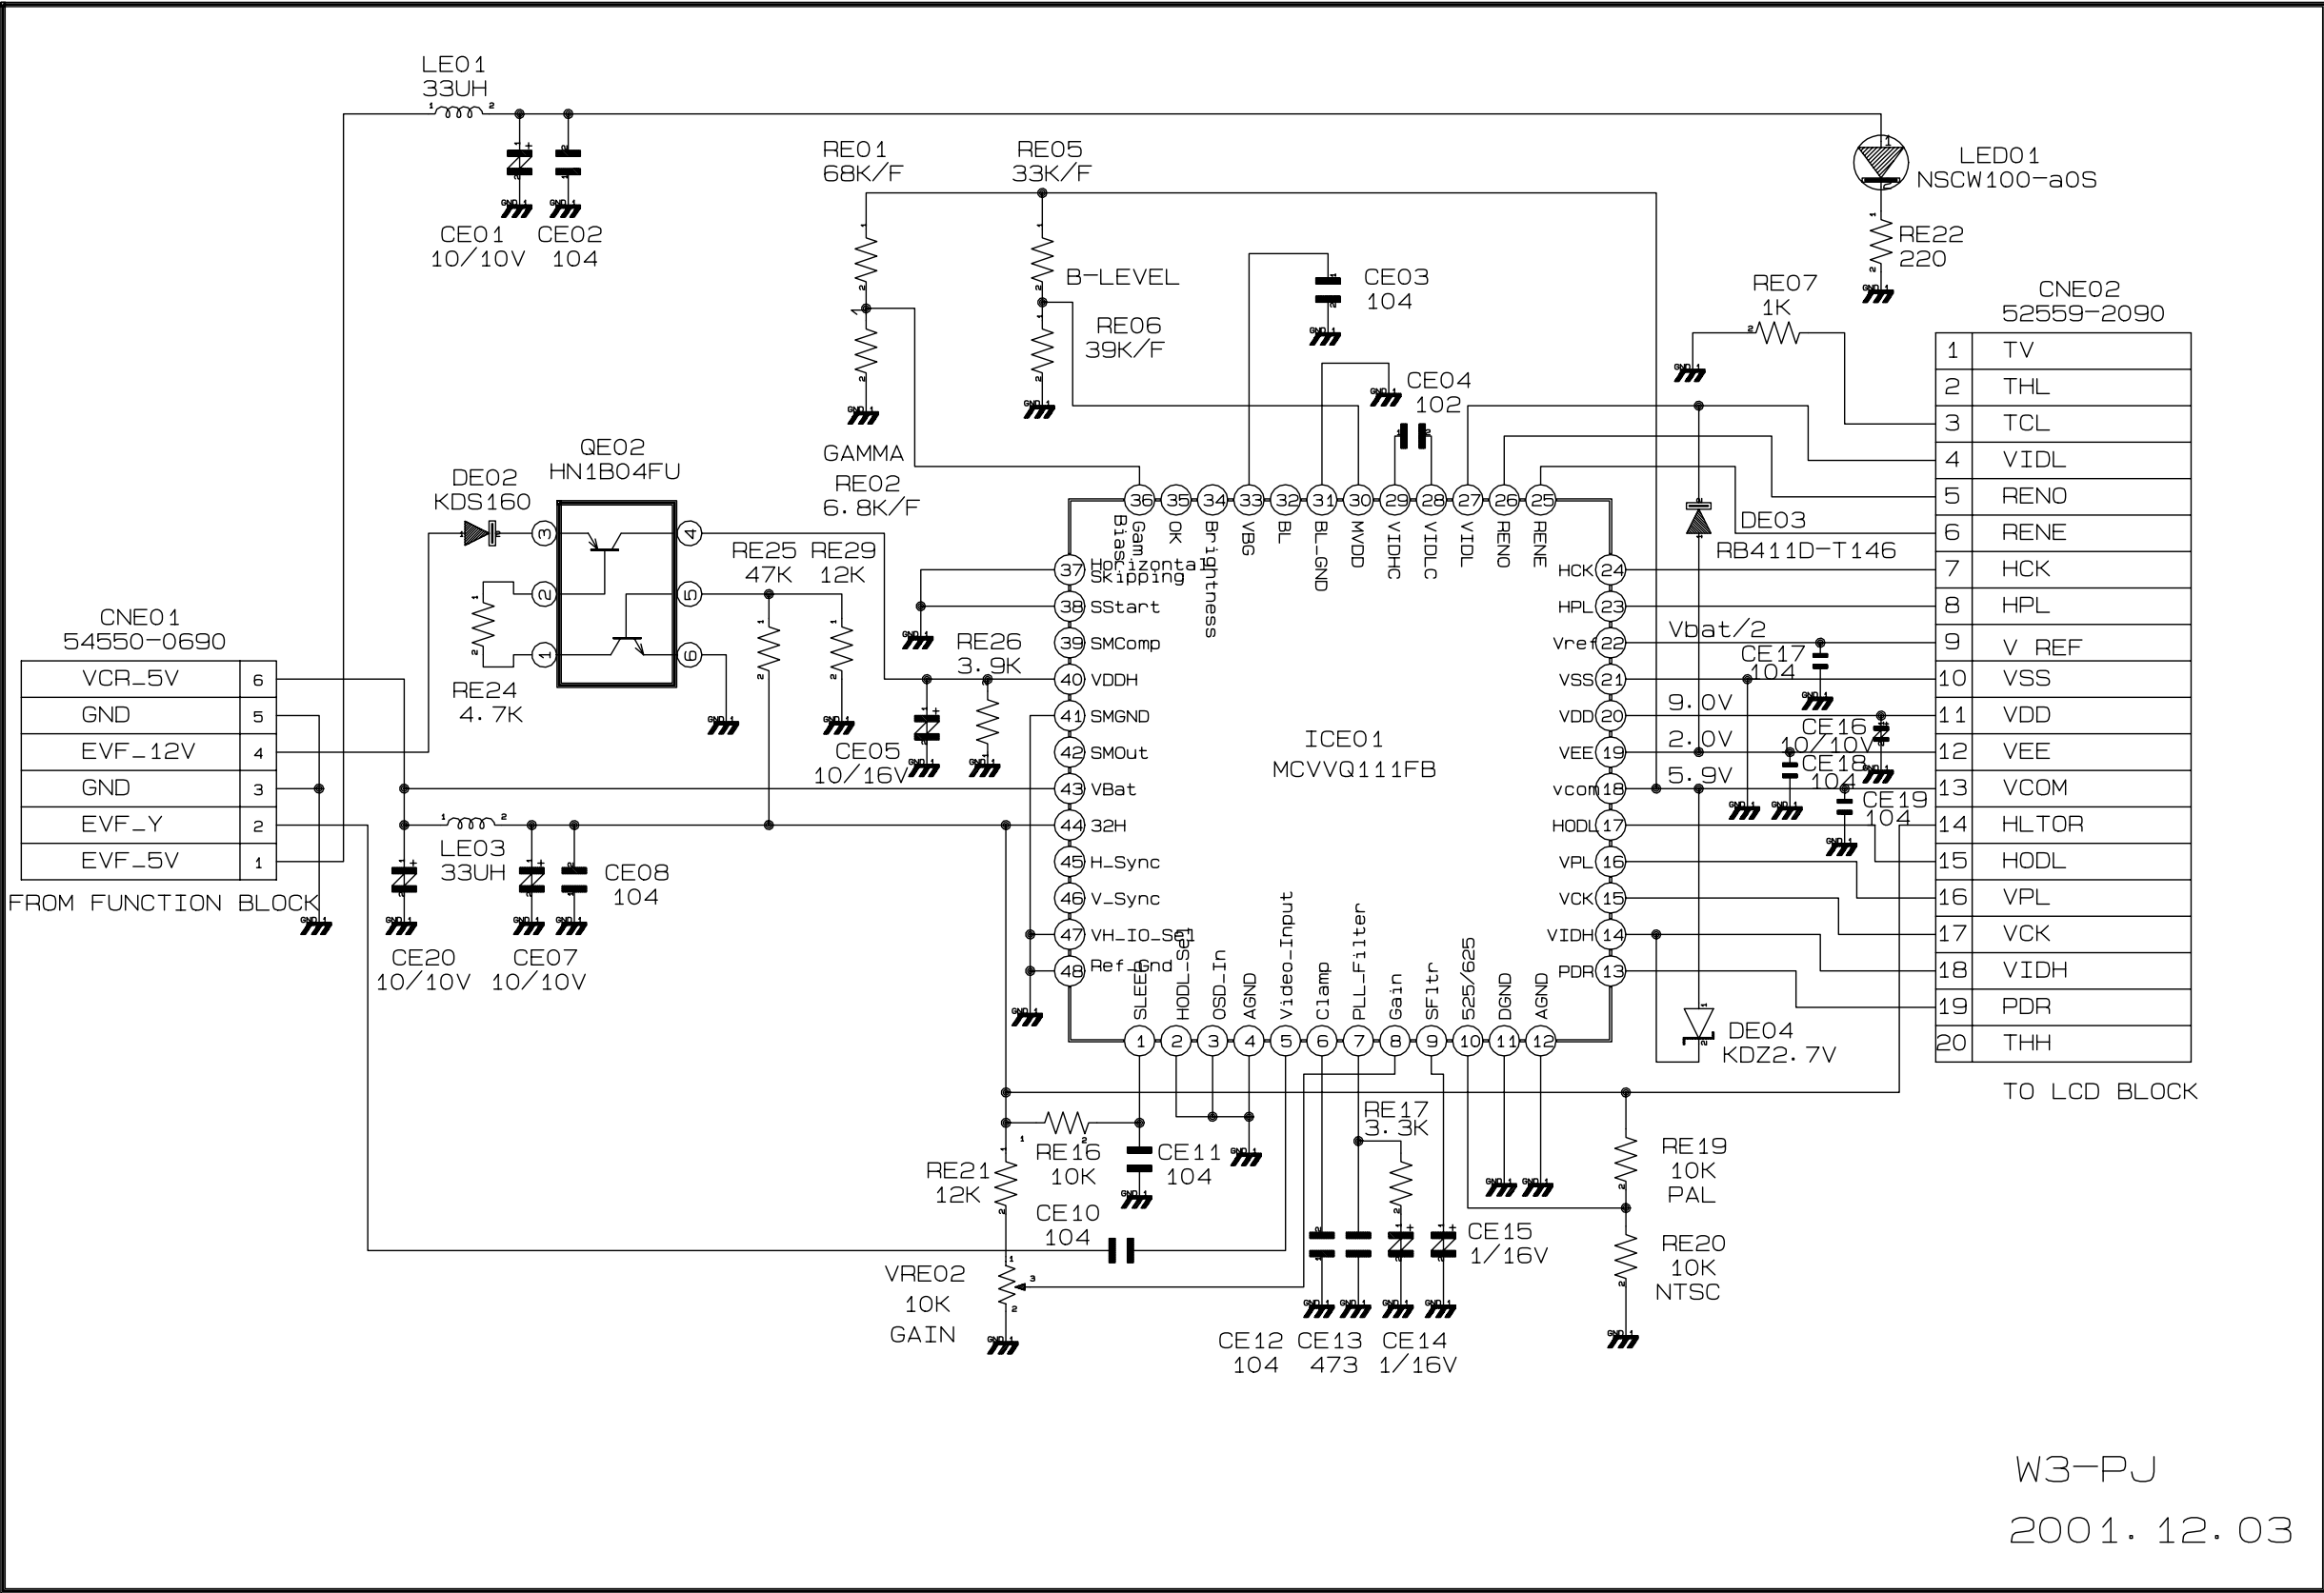 LE01
33UH
CE01
10/10V
CE02
104
RE01
68K/F
RE05
33K/F
B-LEVEL
RE06
39K/F
GAMMA
RE02
6.8K/F
CE03
104
CE04
102
LED01
NSCW100-a0S
RE22
220
RE07
1K
DE03
RB411D-T146
QE02
HN1B04FU
DE02
KDS160
3
2
1
4
5
6
RE24
4.7K
RE25
47K
RE29
12K
RE26
3.9K
CE05
10/16V
CNE01
54550-0690
VCR_5V 6
GND 5
EVF_12V 4
GND 3
EVF_Y 2
EVF_5V 1
FROM FUNCTION BLOCK
LE03
33UH
CE08
104
CE20
10/10V
CE07
10/10V
ICE01
MCVVQ111FB
36 Gam Bias
35 OK
34 Brightness
33 VBG
32 BL
31 BL_GND
30 MVDD
29 VIDHC
28 VIDLC
27 VIDL
26 RENO
25 RENE
37 Horizontal
Skipping
38 SStart
39 SMComp
40 VDDH
41 SMGND
42 SMOut
43 VBat
44 32H
45 H_Sync
46 V_Sync
47 VH_IO_Sel
48 Ref_Gnd
HCK 24
HPL 23
Vref 22
VSS 21
VDD 20
VEE 19
vcom 18
HODL 17
VPL 16
VCK 15
VIDH 14
PDR 13
SLEEP 1
HODL_Sel 2
OSD_In 3
AGND 4
Video_Input 5
Clamp 6
PLL_Filter 7
Gain 8
SFltr 9
525/625 10
DGND 11
AGND 12
Vbat/2
9.0V
2.0V
5.9V
CE17
104
CE16
10/10V
CE18
104
CE19
104
DE04
KDZ2.7V
CNE02
52559-2090
1 TV
2 THL
3 TCL
4 VIDL
5 RENO
6 RENE
7 HCK
8 HPL
9 V REF
10 VSS
11 VDD
12 VEE
13 VCOM
14 HLTOR
15 HODL
16 VPL
17 VCK
18 VIDH
19 PDR
20 THH
TO LCD BLOCK
RE16
10K
CE11
104
RE21
12K
CE10
104
VRE02
10K
GAIN
RE17
3.3K
CE15
1/16V
CE12
104
CE13
473
CE14
1/16V
RE19
10K
PAL
RE20
10K
NTSC
W3-PJ
2001.12.03